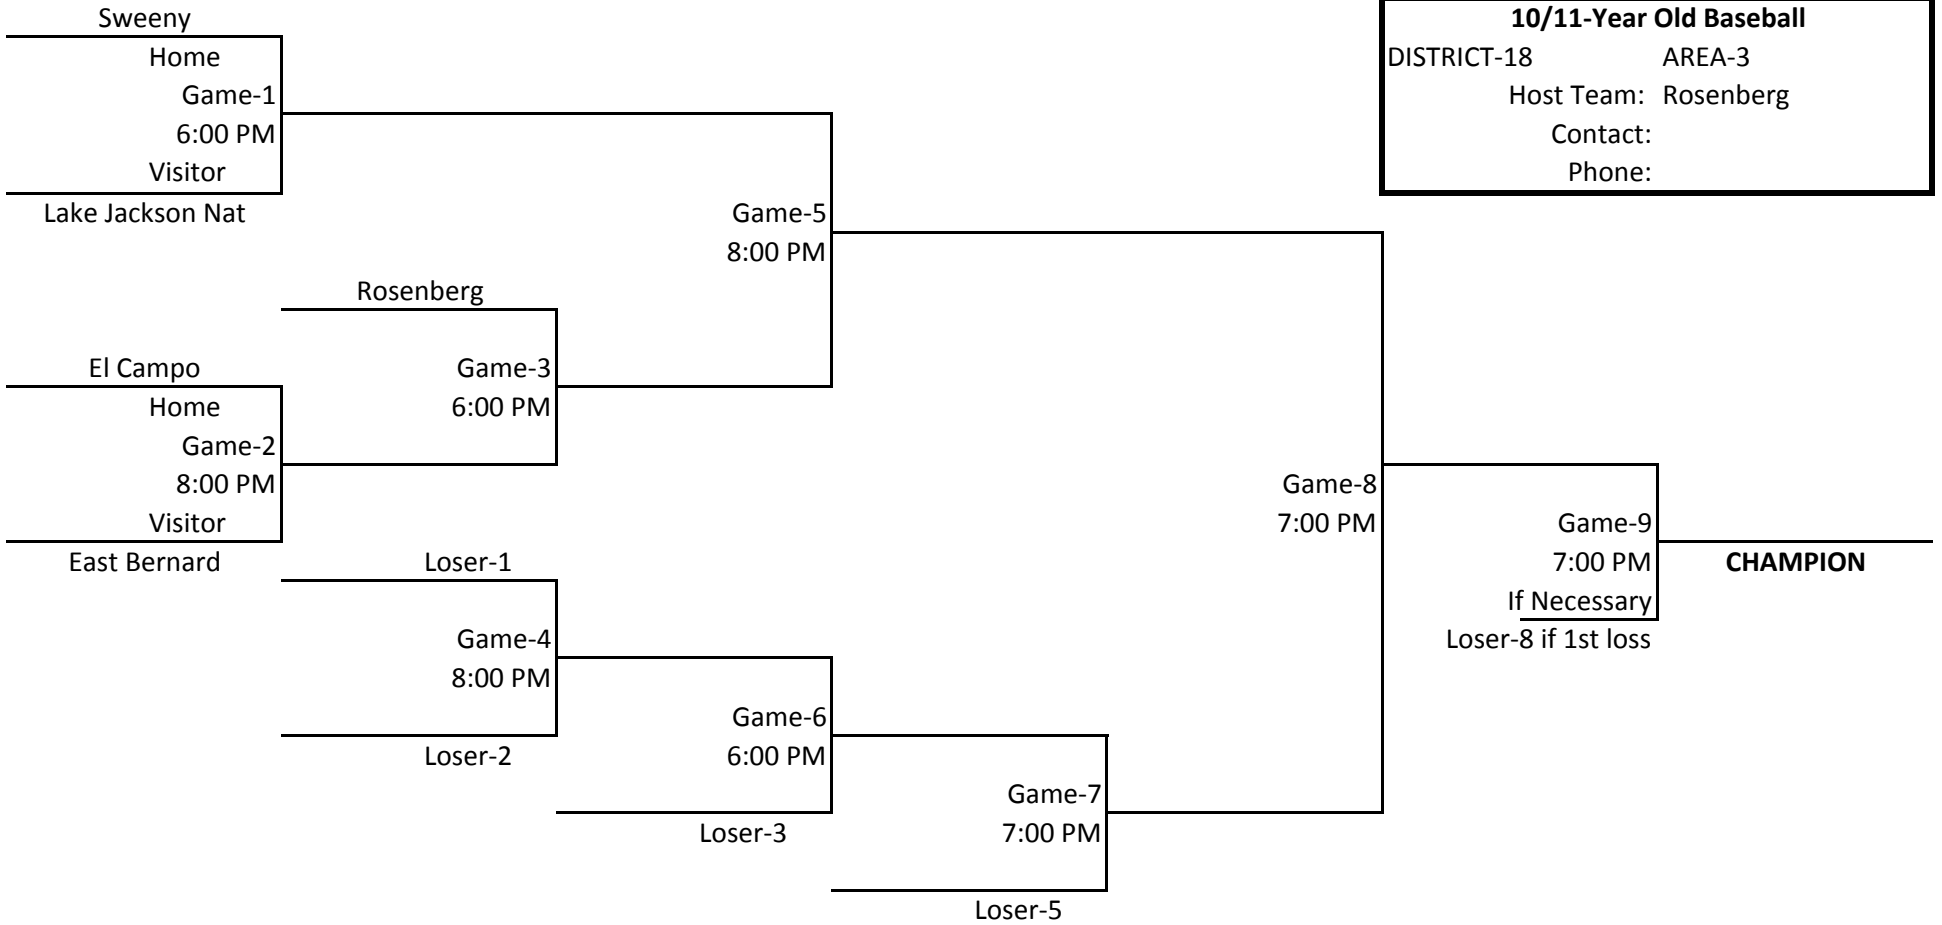 Sweeny
Home
Game-1
6:00 PM
Visitor
Lake Jackson Nat
10/11-Year Old Baseball
DISTRICT-18 AREA-3
Host Team: Rosenberg
Contact:
Phone:
Game-5
8:00 PM
Rosenberg
El Campo
Home
Game-2
8:00 PM
Visitor
East Bernard
Game-3
6:00 PM
Game-8
7:00 PM
Game-9
7:00 PM
If Necessary
Loser-8 if 1st loss
CHAMPION
Loser-1
Game-4
8:00 PM
Loser-2
Game-6
6:00 PM
Loser-3
Game-7
7:00 PM
Loser-5